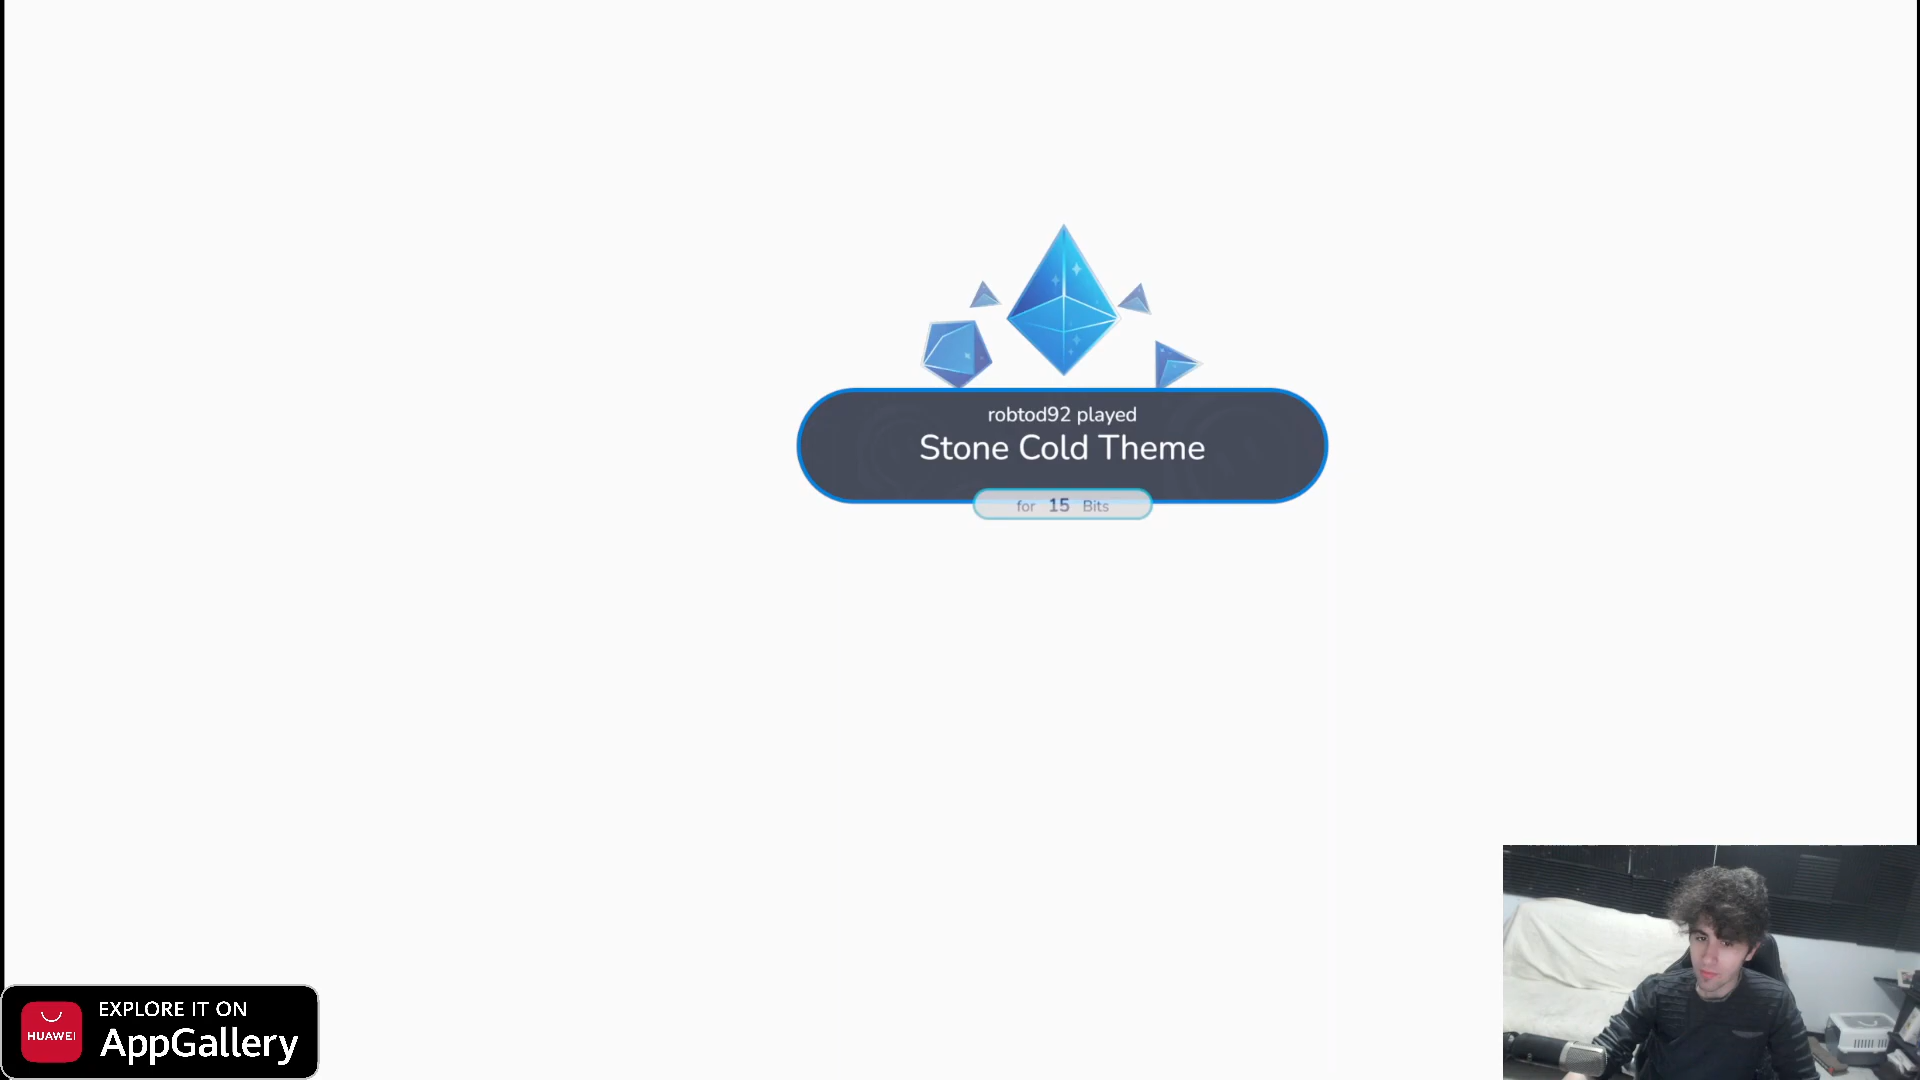 robtod92 played
Stone Cold Theme
for 15 Bits
EXPLORE IT ON
HUAWEI
AppGallery